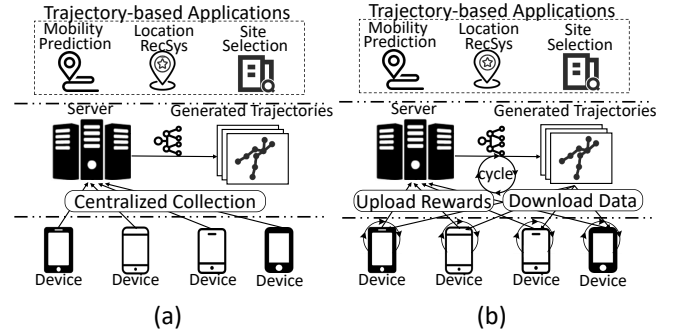 Trajectory-based Applications
Mobility
Prediction
Location
RecSys
Site
Selection
Server
Generated Trajectories
Centralized Collection
Device
Device
Device
Device
(a)
Trajectory-based Applications
Mobility
Prediction
Location
RecSys
Site
Selection
Server
Generated Trajectories
cycle
Upload Rewards
Download Data
Device
Device
Device
Device
(b)